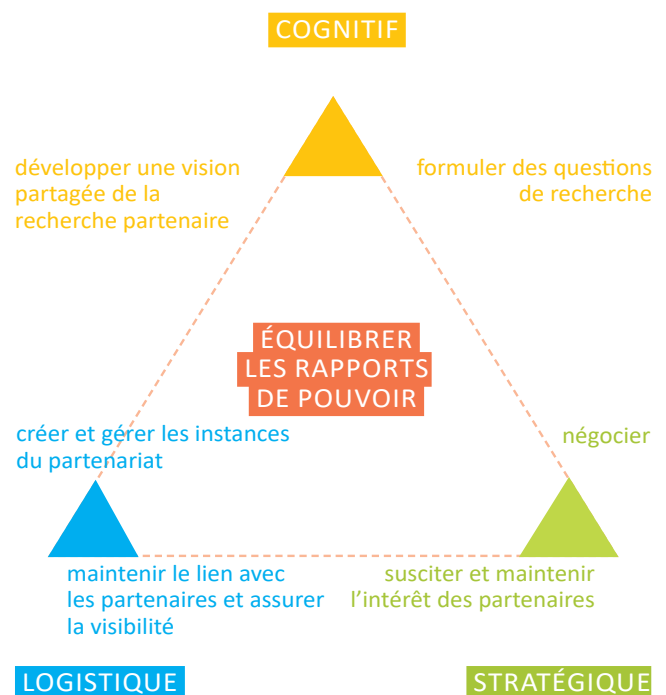 COGNITIF
développer une vision
partagée de la
recherche partenaire
formuler des questions
de recherche
ÉQUILIBRER
LES RAPPORTS
DE POUVOIR
créer et gérer les instances
du partenariat
négocier
maintenir le lien avec
les partenaires et assurer
la visibilité
susciter et maintenir
l’intérêt des partenaires
LOGISTIQUE
STRATÉGIQUE